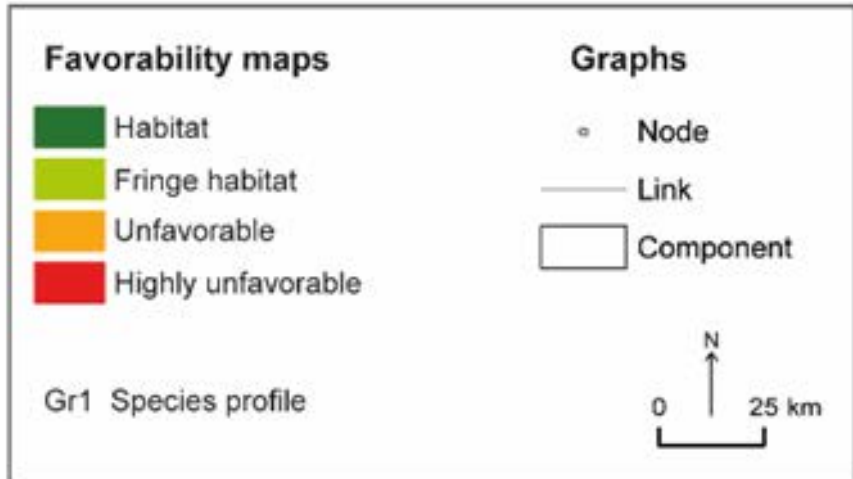 Favorability maps
Habitat
Fringe habitat
Unfavorable
Highly unfavorable
Gr1 Species profile
Graphs
Node
Link
Component
N
0 25 km